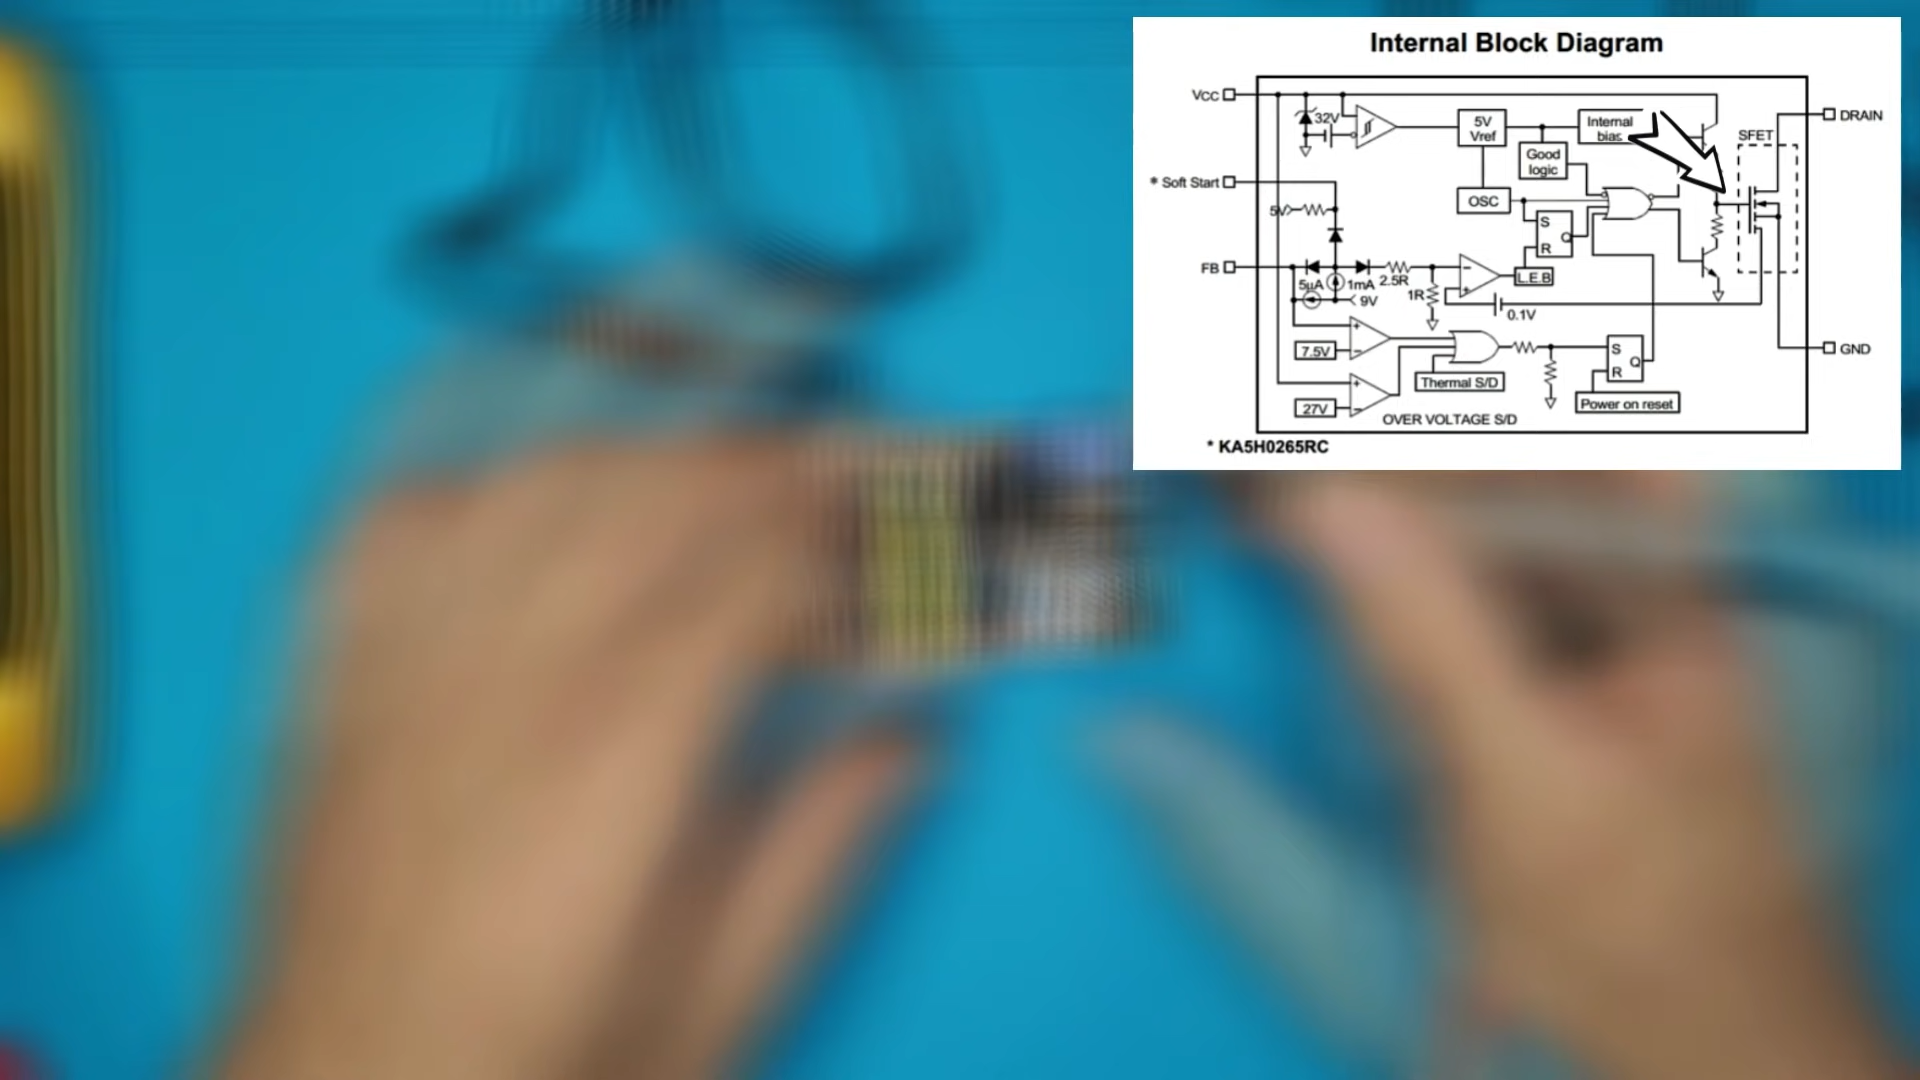 Internal Block Diagram
Vcc
32V
5V
Vref
Internal
bias
Good
logic
SFET
DRAIN
* Soft Start
5V
OSC
S
R
Q
FB
5μA
1mA
2.5R
9V
1R
L.E.B
0.1V
7.5V
Thermal S/D
S
R
Q
GND
27V
OVER VOLTAGE S/D
Power on reset
* KA5H0265RC